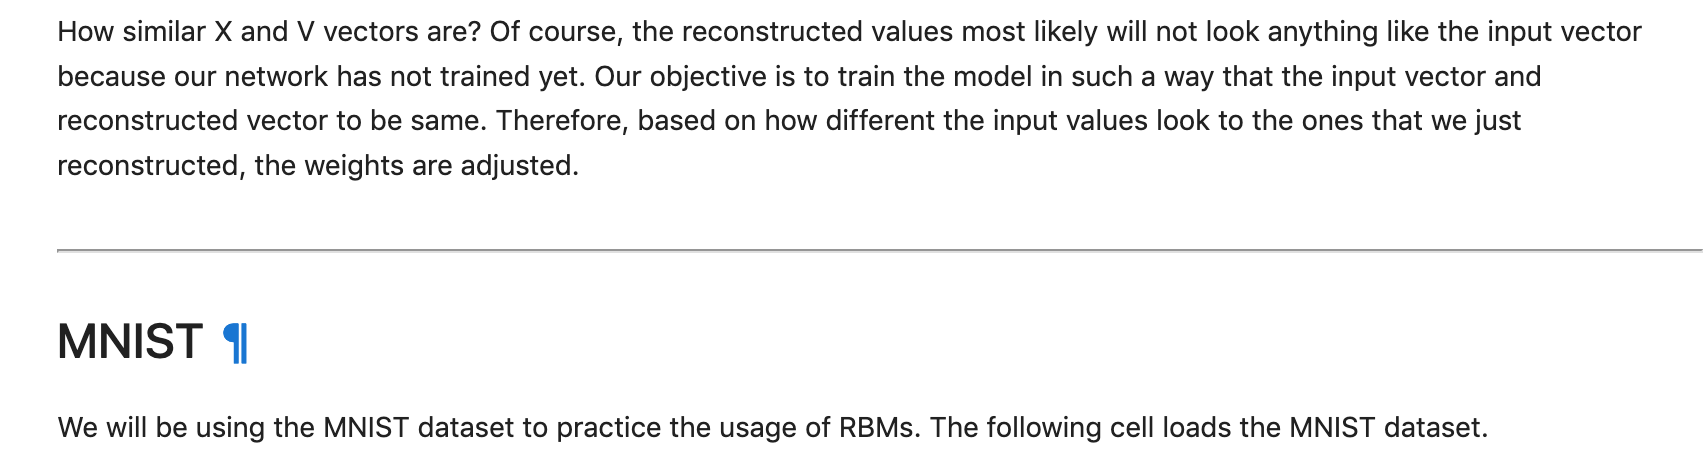 How similar X and V vectors are? Of course, the reconstructed values most likely will not look anything like the input vector
because our network has not trained yet. Our objective is to train the model in such a way that the input vector and
reconstructed vector to be same. Therefore, based on how different the input values look to the ones that we just
reconstructed, the weights are adjusted.
MNIST ¶
We will be using the MNIST dataset to practice the usage of RBMs. The following cell loads the MNIST dataset.